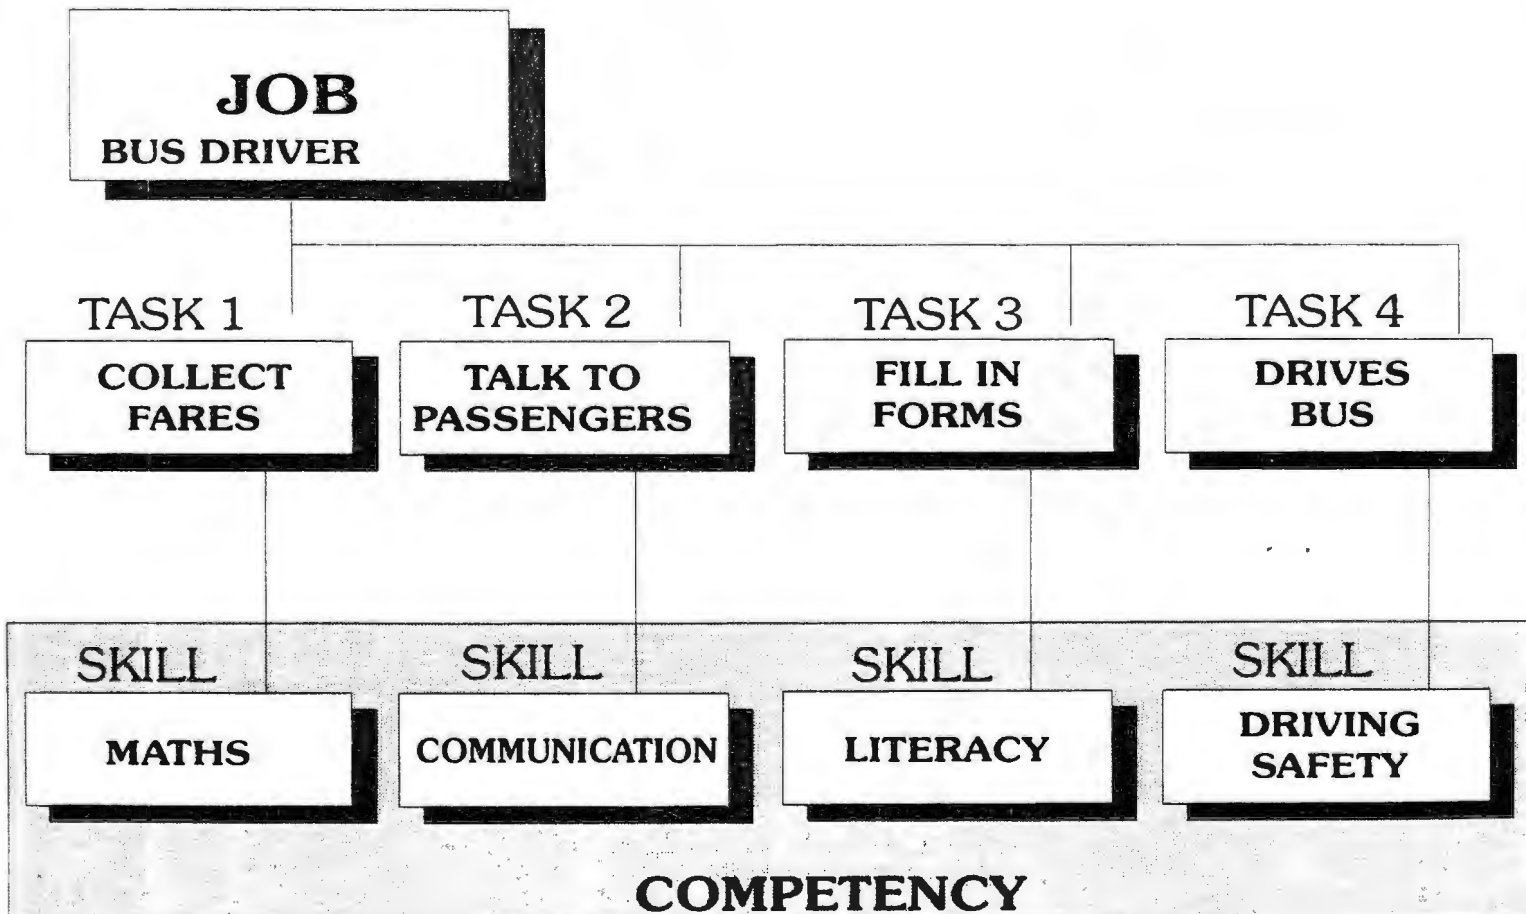 JOB
BUS DRIVER
TASK 1
COLLECT
FARES
TASK 2
TALK TO
PASSENGERS
TASK 3
FILL IN
FORMS
TASK 4
DRIVES
BUS
SKILL
MATHS
SKILL
COMMUNICATION
SKILL
LITERACY
SKILL
DRIVING
SAFETY
COMPETENCY